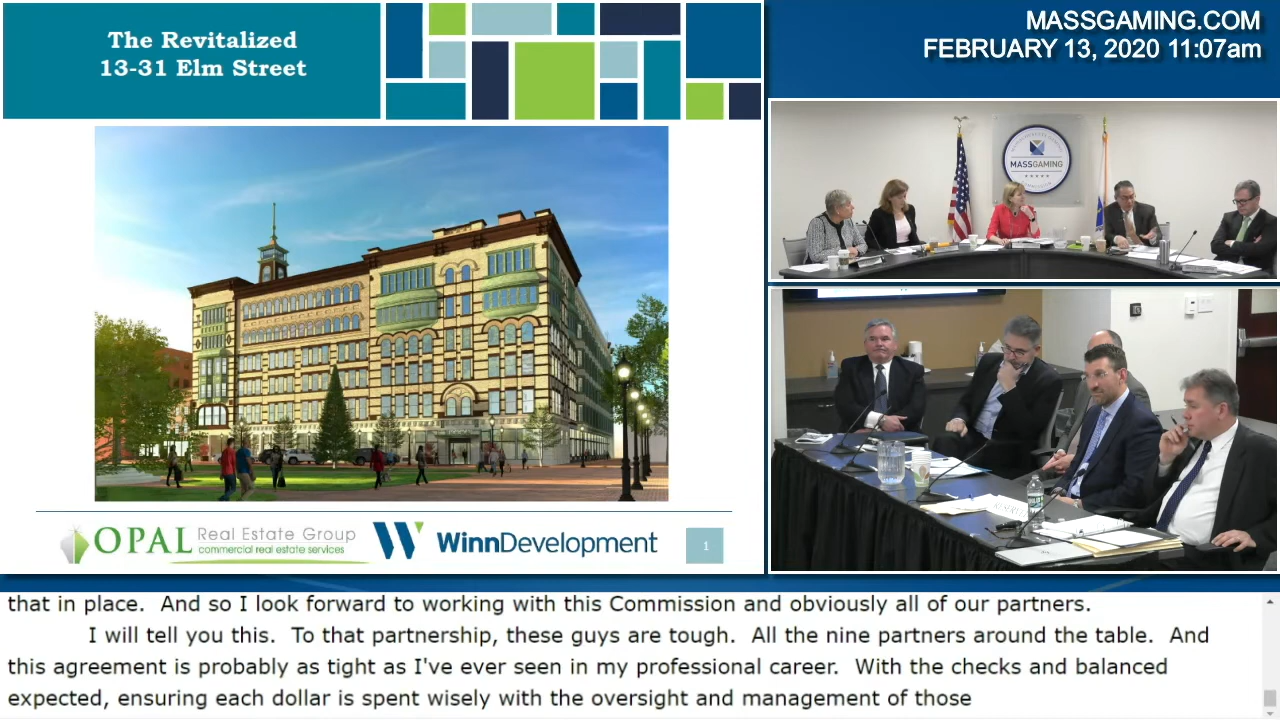 The Revitalized
13-31 Elm Street
MASSGAMING.COM
FEBRUARY 13, 2020 11:07am
MASSGAMING
OPAL Real Estate Group
commercial real estate services
WinnDevelopment
1
that in place. And so I look forward to working with this Commission and obviously all of our partners.
I will tell you this. To that partnership, these guys are tough. All the nine partners around the table. And
this agreement is probably as tight as I've ever seen in my professional career. With the checks and balanced
expected, ensuring each dollar is spent wisely with the oversight and management of those